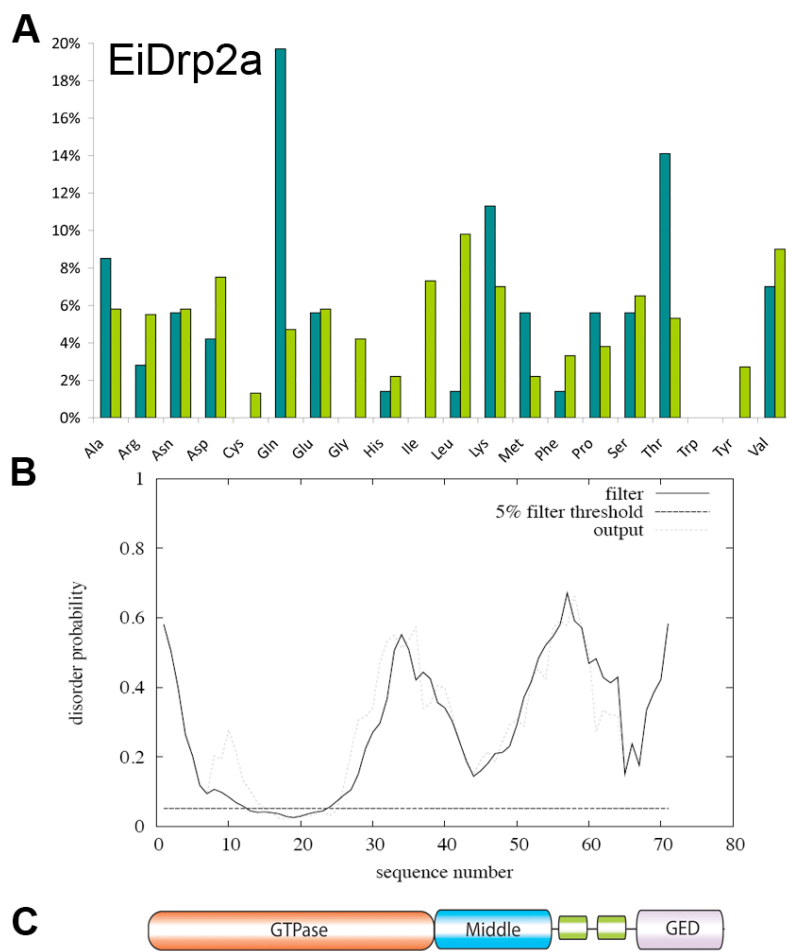 A
EiDrp2a
20%
18%
16%
14%
12%
10%
8%
6%
4%
2%
0%
Ala Arg Asn Asp Cys Gln Glu Gly His Ile Leu Lys Met Phe Pro Ser Thr Trp Tyr Val
B
filter
5% filter threshold
output
1
0.8
0.6
0.4
0.2
0
disorder probability
0 10 20 30 40 50 60 70 80
sequence number
C
GTPase Middle GED